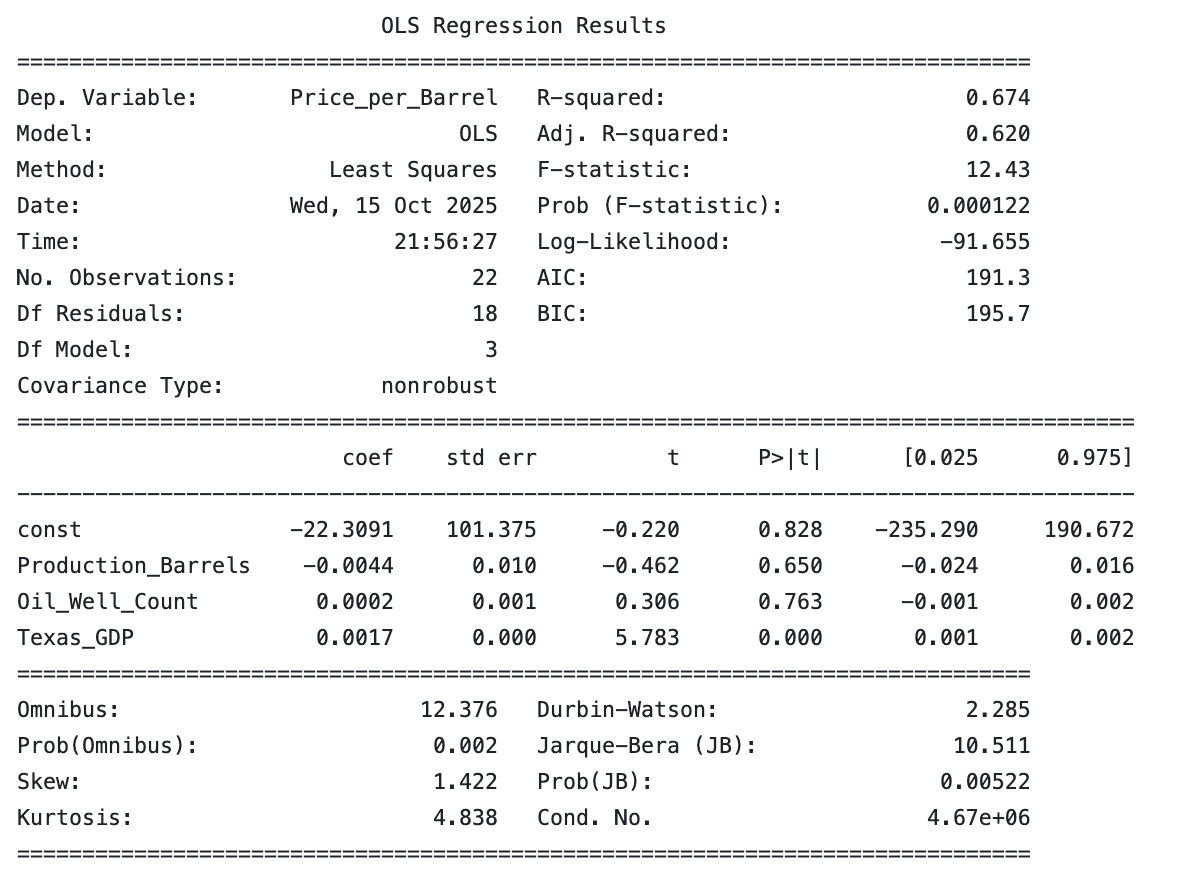 OLS Regression Results
==============================================================================
Dep. Variable: Price_per_Barrel R-squared: 0.674
Model: OLS Adj. R-squared: 0.620
Method: Least Squares F-statistic: 12.43
Date: Wed, 15 Oct 2025 Prob (F-statistic): 0.000122
Time: 21:56:27 Log-Likelihood: -91.655
No. Observations: 22 AIC: 191.3
Df Residuals: 18 BIC: 195.7
Df Model: 3
Covariance Type: nonrobust
======================================================================================
coef std err t P>|t| [0.025 0.975]
--------------------------------------------------------------------------------------
const -22.3091 101.375 -0.220 0.828 -235.290 190.672
Production_Barrels -0.0044 0.010 -0.462 0.650 -0.024 0.016
Oil_Well_Count 0.0002 0.001 0.306 0.763 -0.001 0.002
Texas_GDP 0.0017 0.000 5.783 0.000 0.001 0.002
==============================================================================
Omnibus: 12.376 Durbin-Watson: 2.285
Prob(Omnibus): 0.002 Jarque-Bera (JB): 10.511
Skew: 1.422 Prob(JB): 0.00522
Kurtosis: 4.838 Cond. No. 4.67e+06
==============================================================================